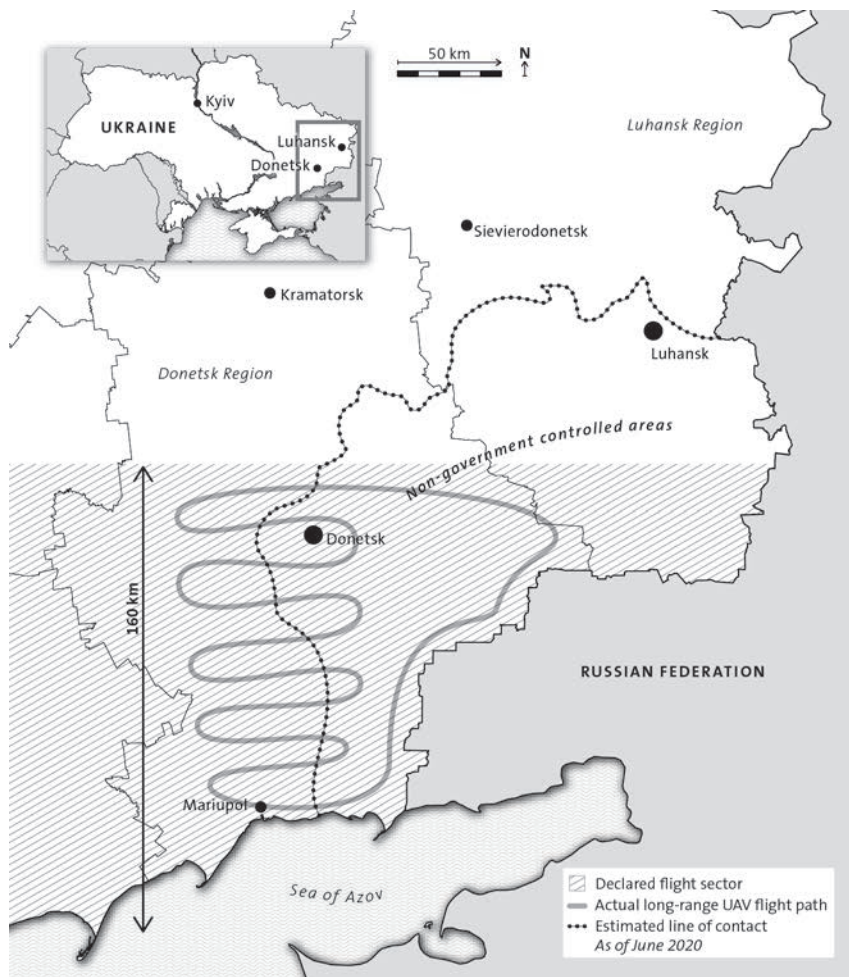 50 km
N
Kyiv
UKRAINE
Luhansk
Donetsk
Luhansk Region
Sievierodonetsk
Kramatorsk
Luhansk
Donetsk Region
Non-government controlled areas
Donetsk
160 km
RUSSIAN FEDERATION
Mariupol
Sea of Azov
Declared flight sector
Actual long-range UAV flight path
Estimated line of contact
As of June 2020